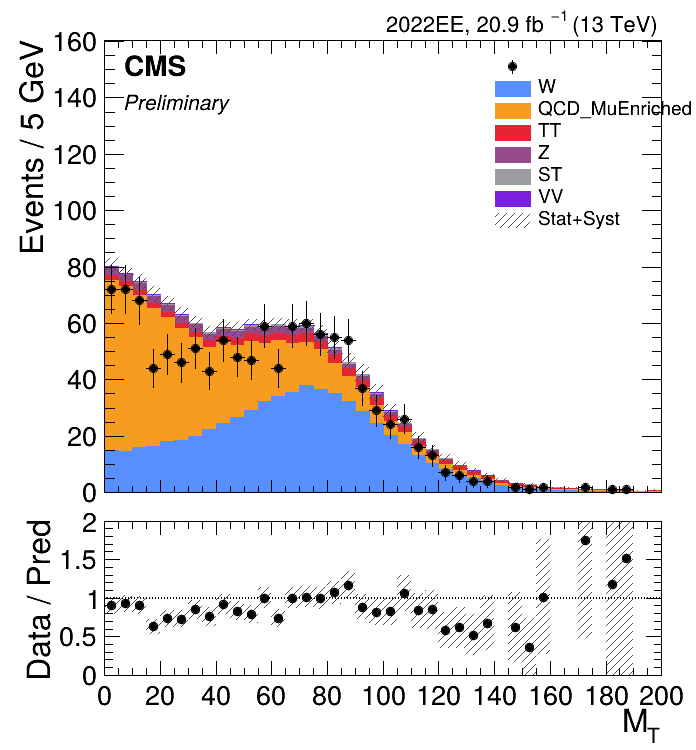 2022EE, 20.9 fb⁻¹ (13 TeV)
CMS
Preliminary
W
QCD_MuEnriched
TT
Z
ST
VV
Stat+Syst
Events / 5 GeV
160
140
120
100
80
60
40
20
0
Data / Pred
2
1.5
1
0.5
0
0 20 40 60 80 100 120 140 160 180 200
M_T